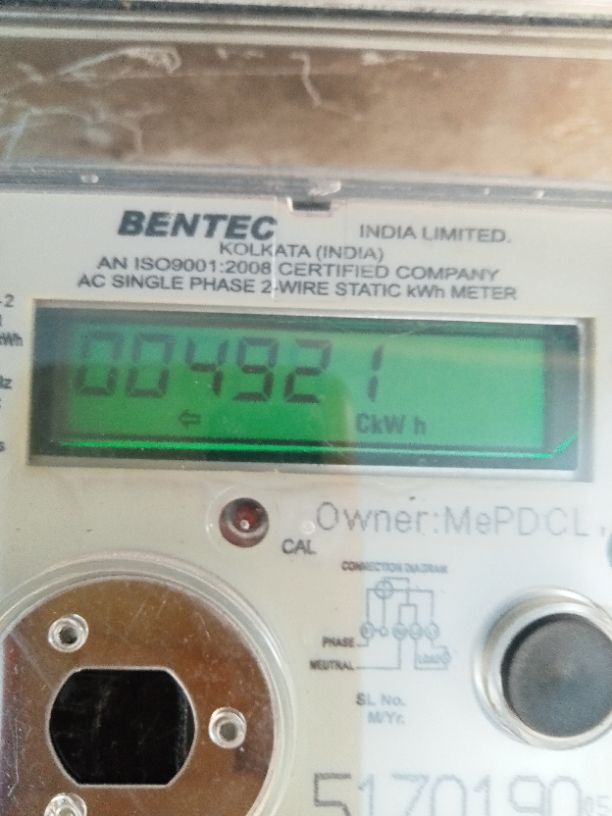 BENTEC INDIA LIMITED.
KOLKATA (INDIA)
AN ISO9001:2008 CERTIFIED COMPANY
AC SINGLE PHASE 2-WIRE STATIC kWh METER
004921
CkWh
Owner:MePDCL.
CAL
CONNECTION DIAGRAM
PHASE
NEUTRAL
LOAD
SL No.
M/Yr.
5170190